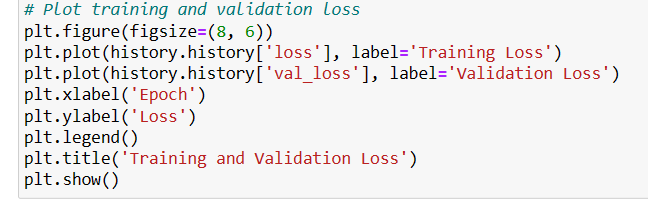 # Plot training and validation loss
plt.figure(figsize=(8, 6))
plt.plot(history.history['loss'], label='Training Loss')
plt.plot(history.history['val_loss'], label='Validation Loss')
plt.xlabel('Epoch')
plt.ylabel('Loss')
plt.legend()
plt.title('Training and Validation Loss')
plt.show()